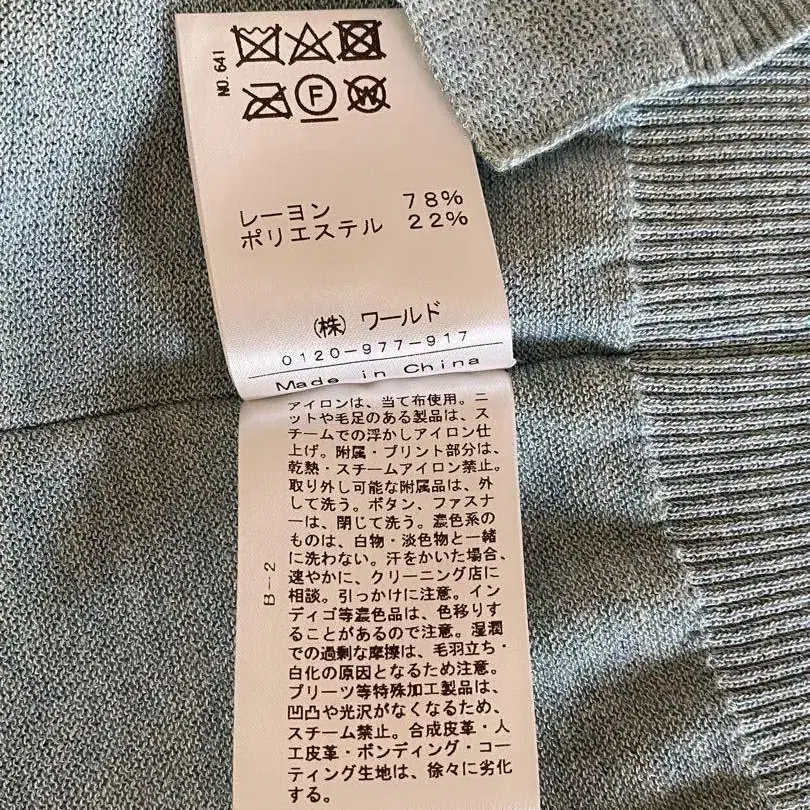 NO.641
F
W
レーヨン 78%
ポリエステル 22%
(株) ワールド
0120-977-917
Made in China
アイロンは、当て布使用。ニ
ットや毛足のある製品は、ス
チームでの浮かしアイロン仕
上げ。附属・プリント部分は、
乾熱・スチームアイロン禁止。
取り外し可能な附属品は、外
して洗う。ボタン、ファスナ
ーは、閉じて洗う。濃色系の
ものは、白物・淡色物と一緒
に洗わない。汗をかいた場合、
速やかに、クリーニング店に
相談。引っかけに注意。イン
ディゴ等濃色品は、色移りす
ることがあるので注意。湿潤
での過剰な摩擦は、毛羽立ち・
白化の原因となるため注意。
プリーツ等特殊加工製品は、
凹凸や光沢がなくなるため、
スチーム禁止。合成皮革・人
工皮革・ボンディング・コー
ティング生地は、徐々に劣化
する。
B-2